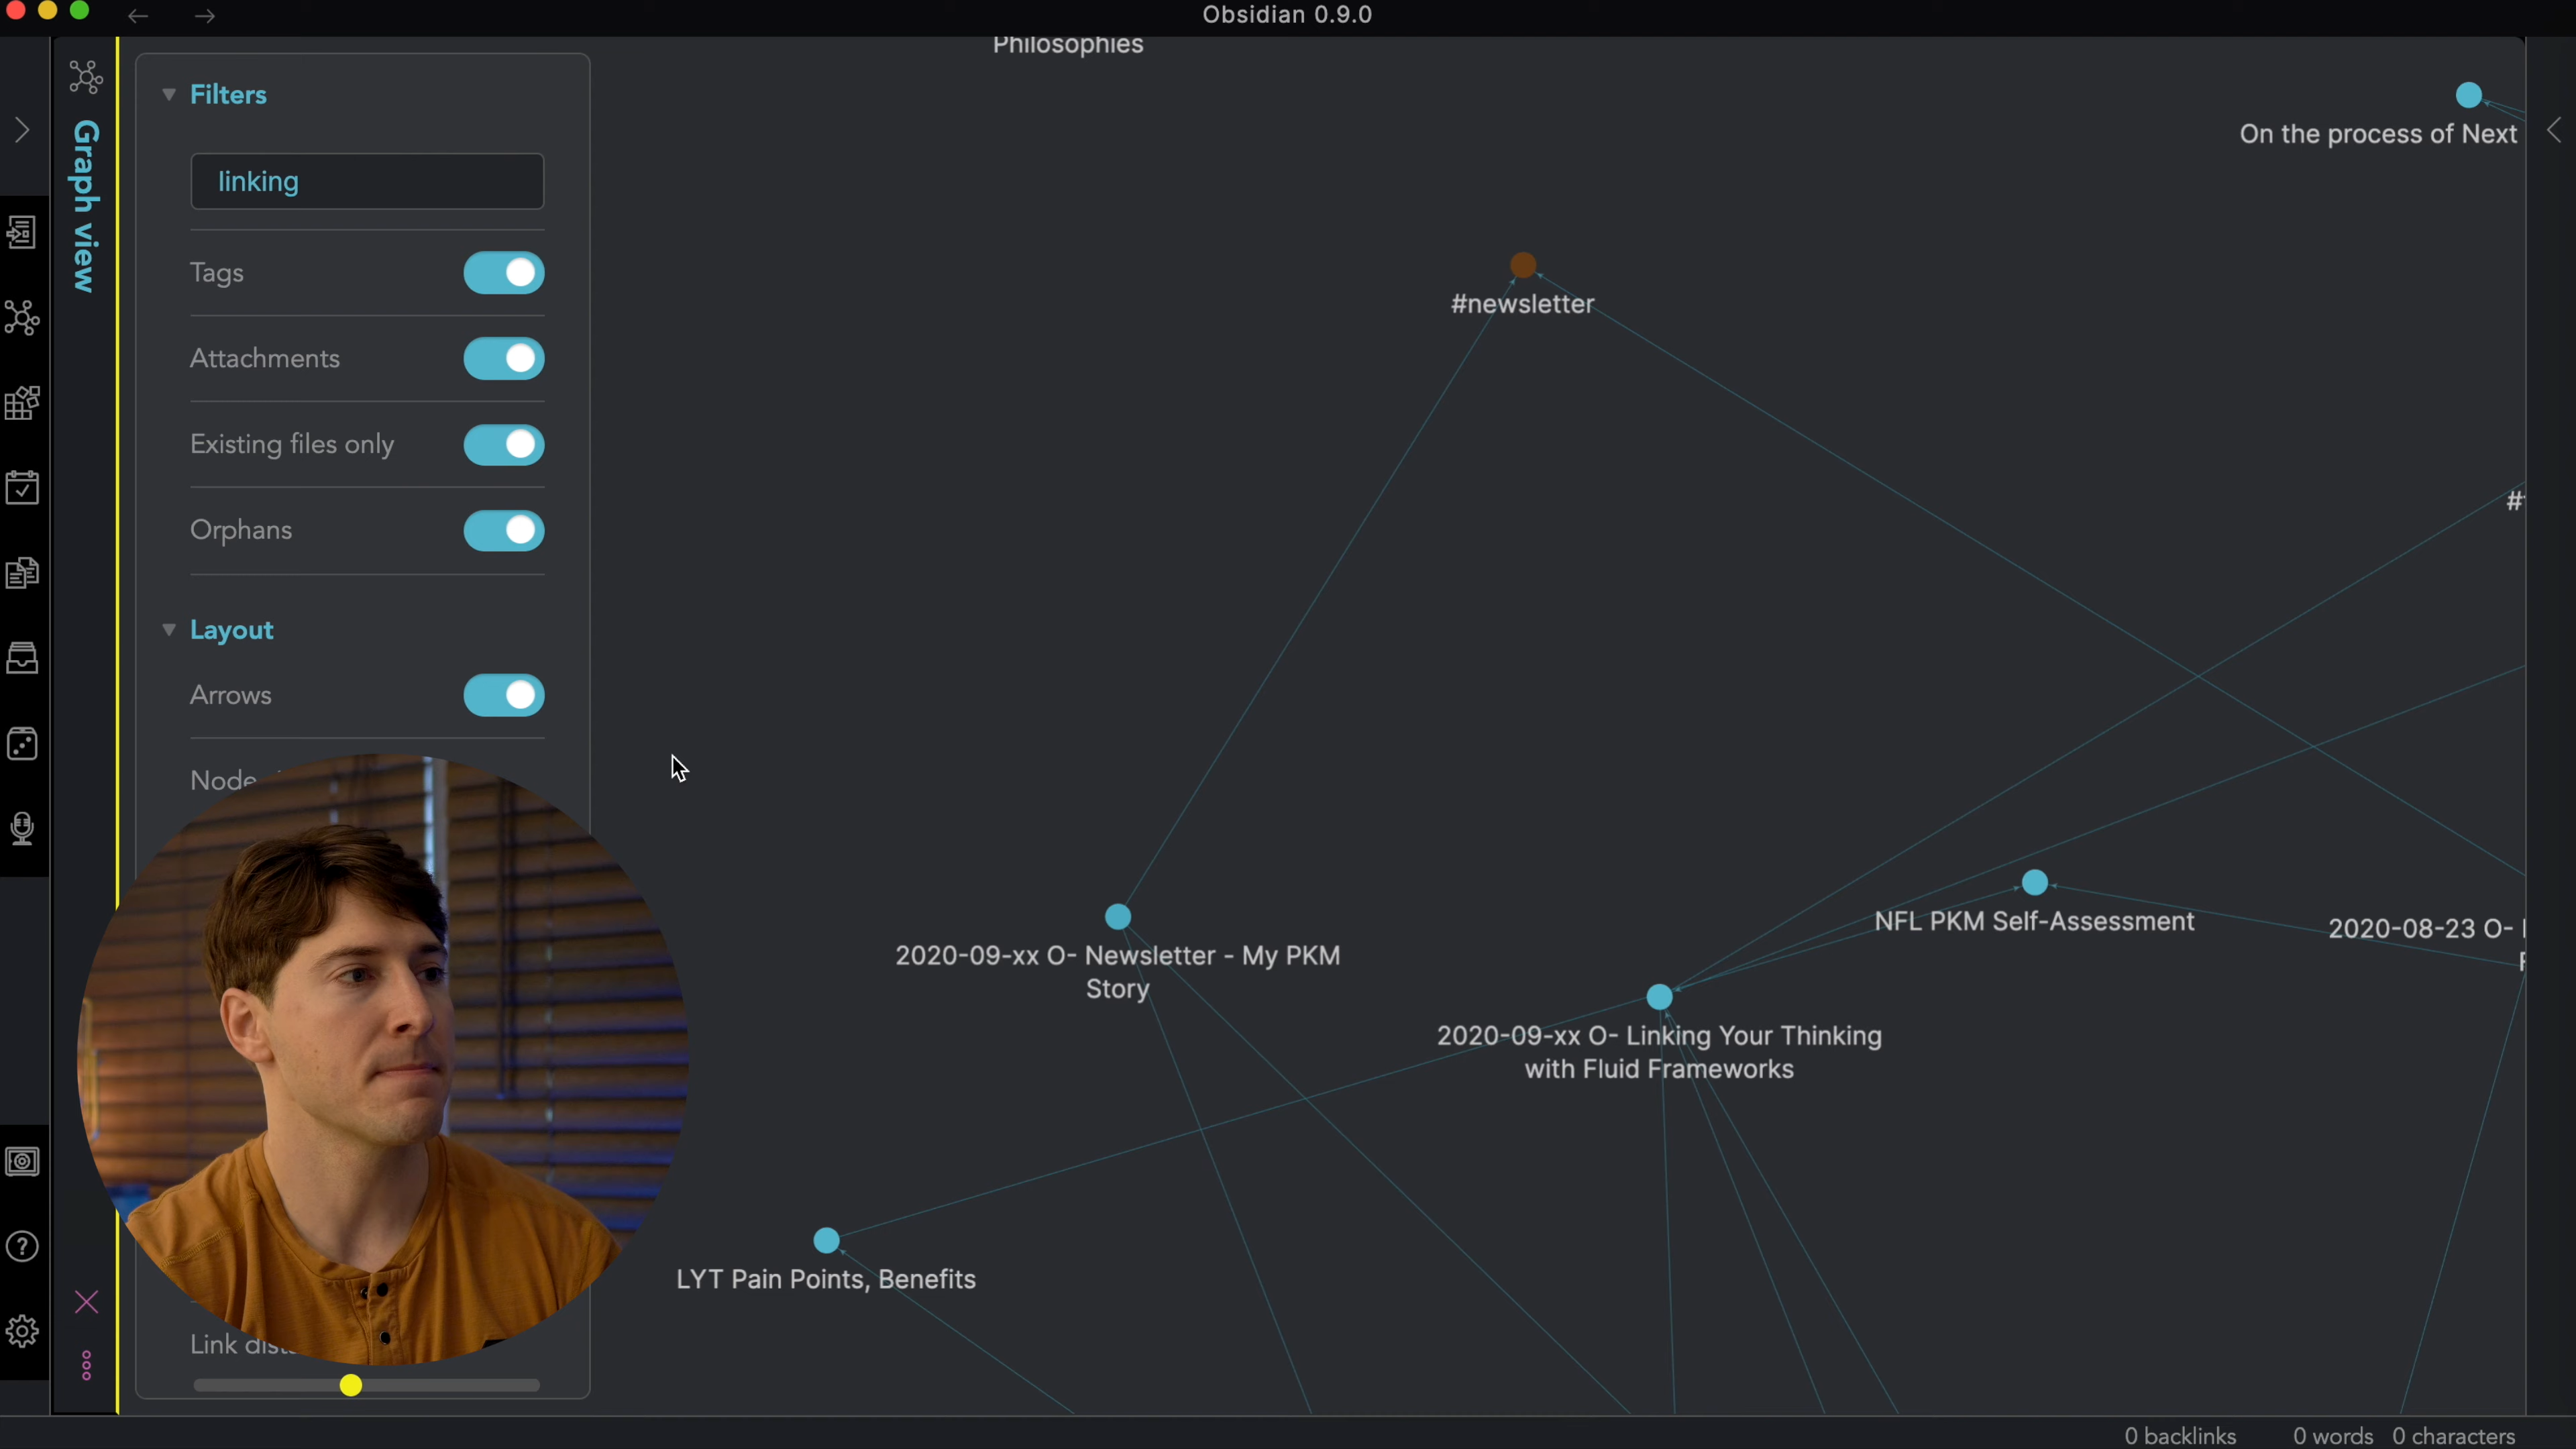 Obsidian 0.9.0
Graph view
Filters
linking
Tags
Attachments
Existing files only
Orphans
Layout
Arrows
Node
Link
Philosophies
On the process of Next
#newsletter
NFL PKM Self-Assessment
2020-08-23 O-
2020-09-xx O- Newsletter - My PKM
Story
2020-09-xx O- Linking Your Thinking
with Fluid Frameworks
LYT Pain Points, Benefits
0 backlinks
0 words
0 characters